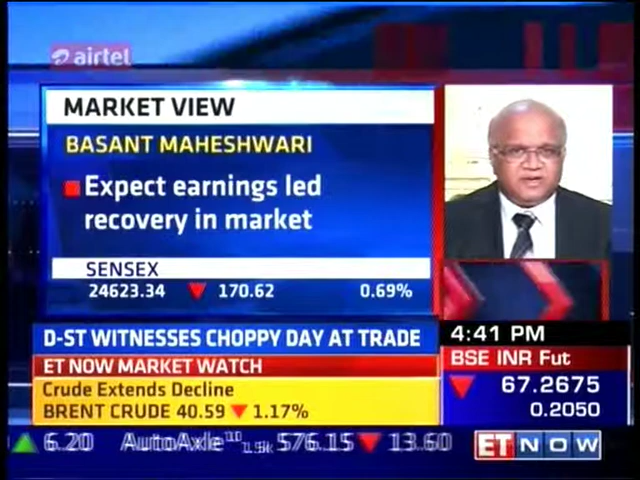 airtel
MARKET VIEW
BASANT MAHESHWARI
Expect earnings led
recovery in market
SENSEX
24623.34 ▼ 170.62 0.69%
D-ST WITNESSES CHOPPY DAY AT TRADE
4:41 PM
ET NOW MARKET WATCH
BSE INR Fut
Crude Extends Decline
▼ 67.2675
BRENT CRUDE 40.59 ▼ 1.17%
0.2050
▲ 6.20 AutoAxle 576.15 ▼ 13.60
ET NOW